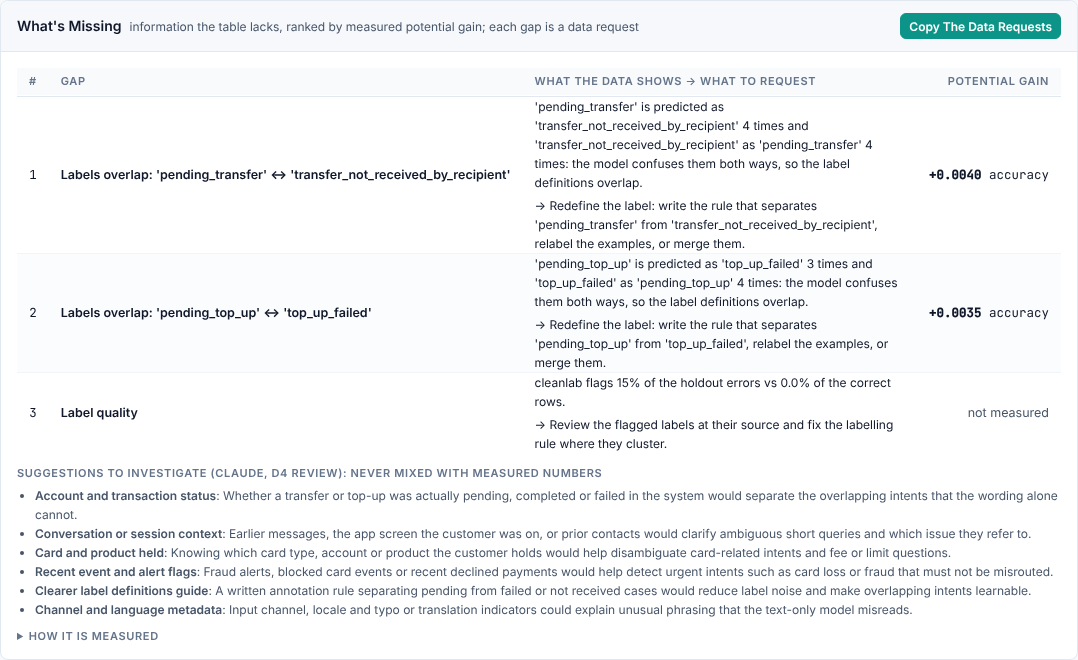 What's Missing information the table lacks, ranked by measured potential gain; each gap is a data request
Copy The Data Requests
# GAP WHAT THE DATA SHOWS → WHAT TO REQUEST POTENTIAL GAIN
1 Labels overlap: 'pending_transfer' ↔ 'transfer_not_received_by_recipient'
'pending_transfer' is predicted as
'transfer_not_received_by_recipient' 4 times and
'transfer_not_received_by_recipient' as 'pending_transfer' 4
times: the model confuses them both ways, so the label
definitions overlap.
→ Redefine the label: write the rule that separates
'pending_transfer' from 'transfer_not_received_by_recipient',
relabel the examples, or merge them.
+0.0040 accuracy
2 Labels overlap: 'pending_top_up' ↔ 'top_up_failed'
'pending_top_up' is predicted as 'top_up_failed' 3 times and
'top_up_failed' as 'pending_top_up' 4 times: the model confuses
them both ways, so the label definitions overlap.
→ Redefine the label: write the rule that separates
'pending_top_up' from 'top_up_failed', relabel the examples, or
merge them.
+0.0035 accuracy
3 Label quality
cleanlab flags 15% of the holdout errors vs 0.0% of the correct
rows.
→ Review the flagged labels at their source and fix the labelling
rule where they cluster.
not measured
SUGGESTIONS TO INVESTIGATE (CLAUDE, D4 REVIEW): NEVER MIXED WITH MEASURED NUMBERS
• Account and transaction status: Whether a transfer or top-up was actually pending, completed or failed in the system would separate the overlapping intents that the wording alone
cannot.
• Conversation or session context: Earlier messages, the app screen the customer was on, or prior contacts would clarify ambiguous short queries and which issue they refer to.
• Card and product held: Knowing which card type, account or product the customer holds would help disambiguate card-related intents and fee or limit questions.
• Recent event and alert flags: Fraud alerts, blocked card events or recent declined payments would help detect urgent intents such as card loss or fraud that must not be misrouted.
• Clearer label definitions guide: A written annotation rule separating pending from failed or not received cases would reduce label noise and make overlapping intents learnable.
• Channel and language metadata: Input channel, locale and typo or translation indicators could explain unusual phrasing that the text-only model misreads.
▶ HOW IT IS MEASURED